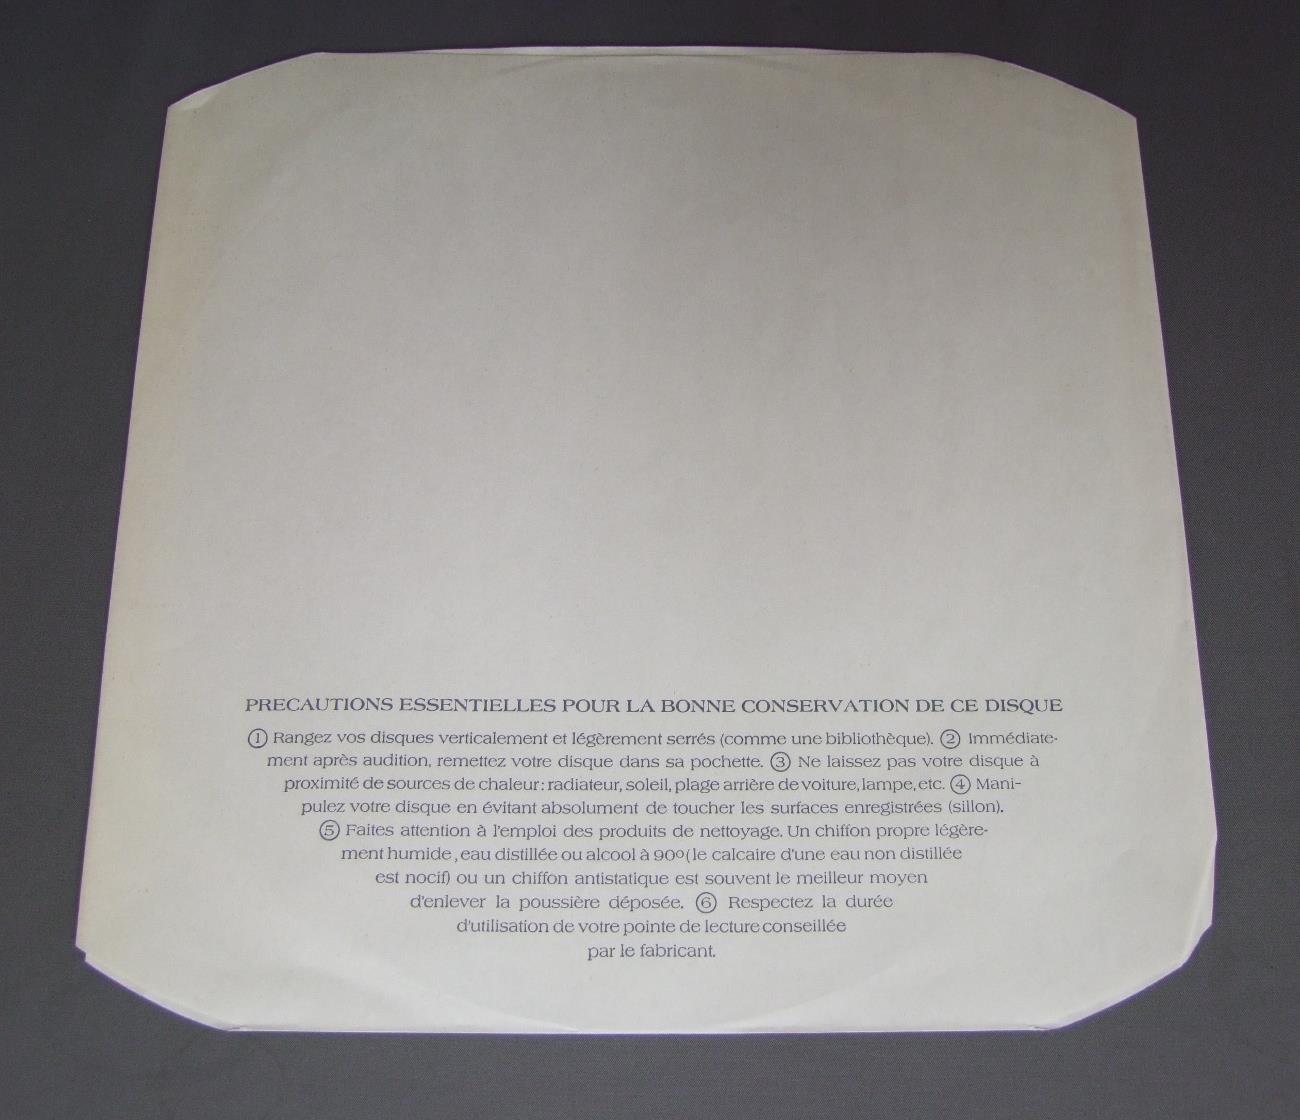 PRECAUTIONS ESSENTIELLES POUR LA BONNE CONSERVATION DE CE DISQUE
① Rangez vos disques verticalement et légèrement serrés (comme une bibliothèque). ② Immédiate-
ment après audition, remettez votre disque dans sa pochette. ③ Ne laissez pas votre disque à
proximité de sources de chaleur: radiateur, soleil, plage arrière de voiture, lampe, etc. ④ Mani-
pulez votre disque en évitant absolument de toucher les surfaces enregistrées (sillon).
⑤ Faites attention à l'emploi des produits de nettoyage. Un chiffon propre légère-
ment humide, eau distillée ou alcool à 90º (le calcaire d'une eau non distillée
est nocif) ou un chiffon antistatique est souvent le meilleur moyen
d'enlever la poussière déposée. ⑥ Respectez la durée
d'utilisation de votre pointe de lecture conseillée
par le fabricant.